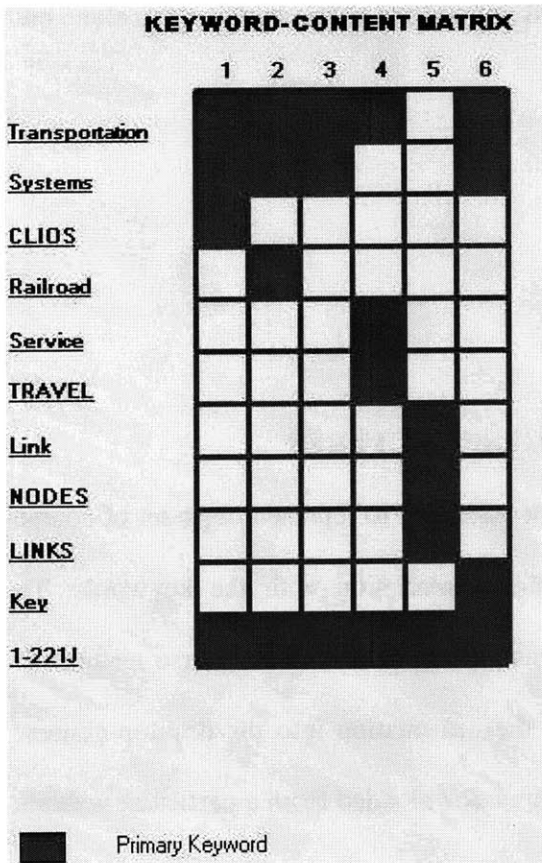 KEYWORD-CONTENT MATRIX
1 2 3 4 5 6
Transportation
Systems
CLIOS
Railroad
Service
TRAVEL
Link
NODES
LINKS
Key
1-221J
Primary Keyword